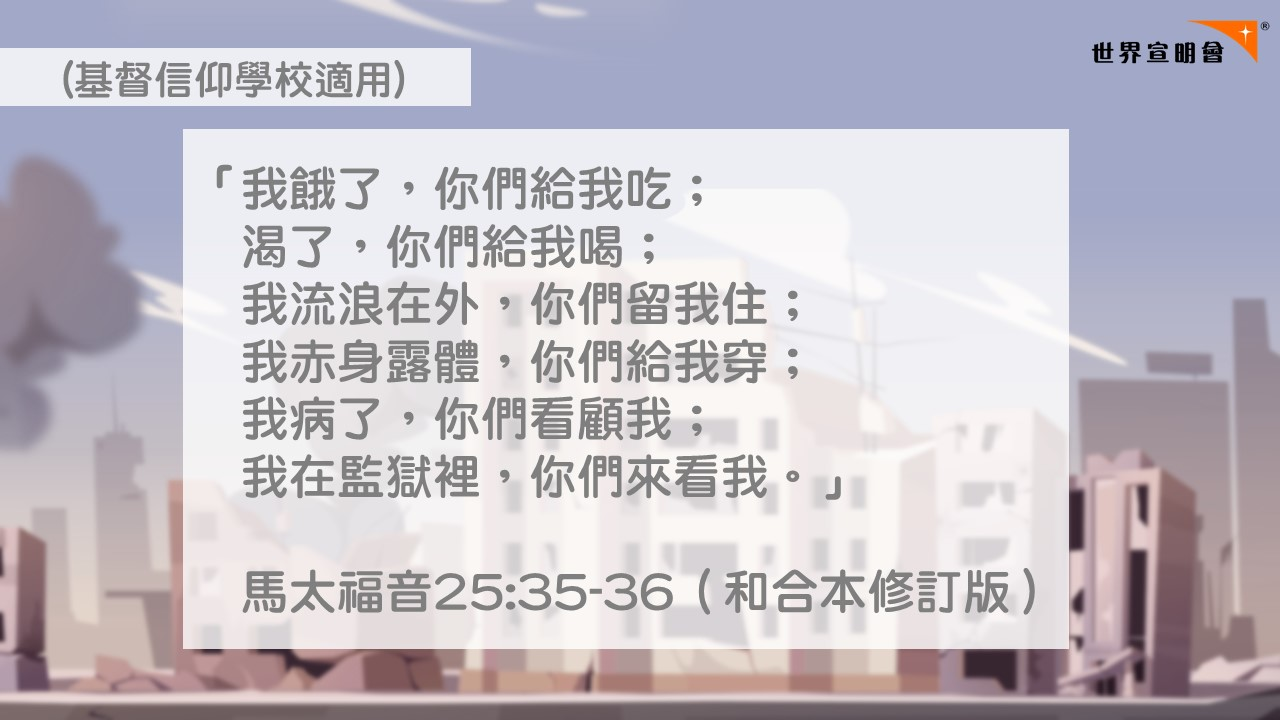 世界宣明會®
(基督信仰學校適用)
「我餓了，你們給我吃；
渴了，你們給我喝；
我流浪在外，你們留我住；
我赤身露體，你們給我穿；
我病了，你們看顧我；
我在監獄裡，你們來看我。」
馬太福音25:35-36（和合本修訂版）